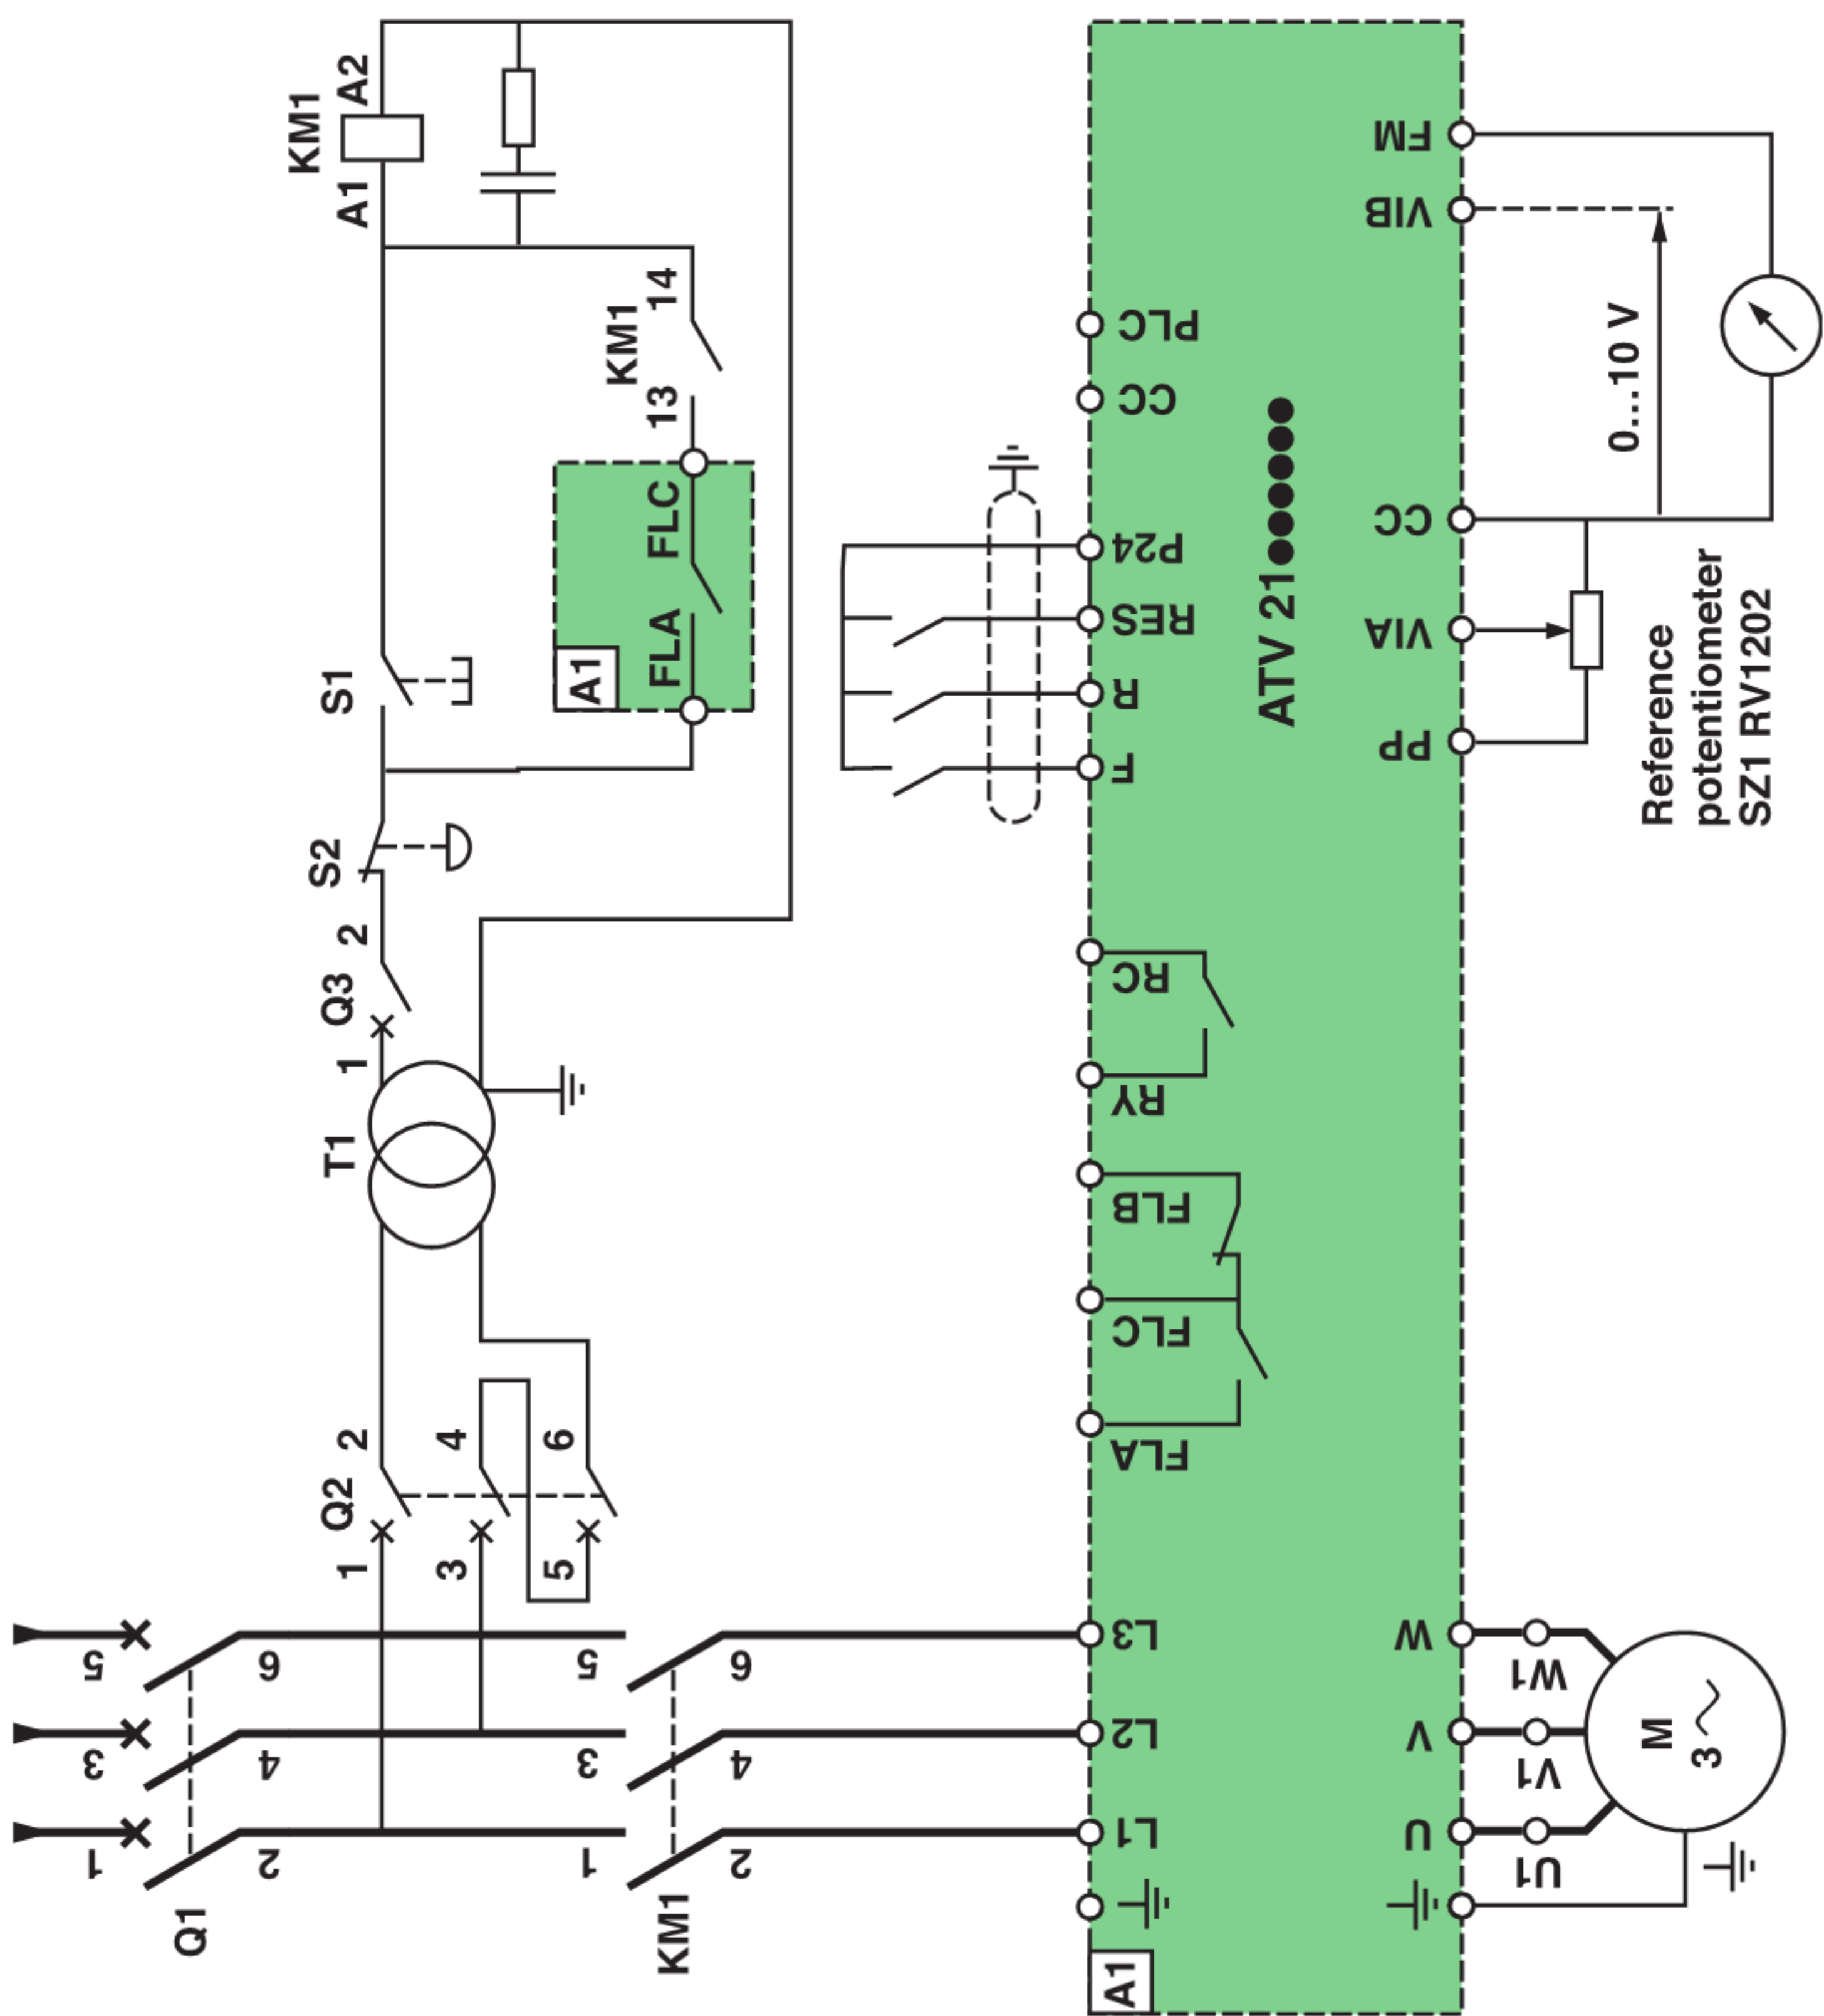 Q1
1
3
5
2
4
6
KM1
1
3
5
2
4
6
Q2
1
2
3
4
5
6
T1
Q3
1
2
S2
S1
KM1
A1
A2
A1
FLA
FLC
KM1
13
14
A1
L1
L2
L3
FLA
FLC
FLB
RY
RC
F
R
RES
P24
CC
PLC
ATV 21●●●●●●
U
V
W
PP
VIA
CC
VIB
FM
U1
V1
W1
M
3
Reference
potentiometer
SZ1 RV1202
0...10 V